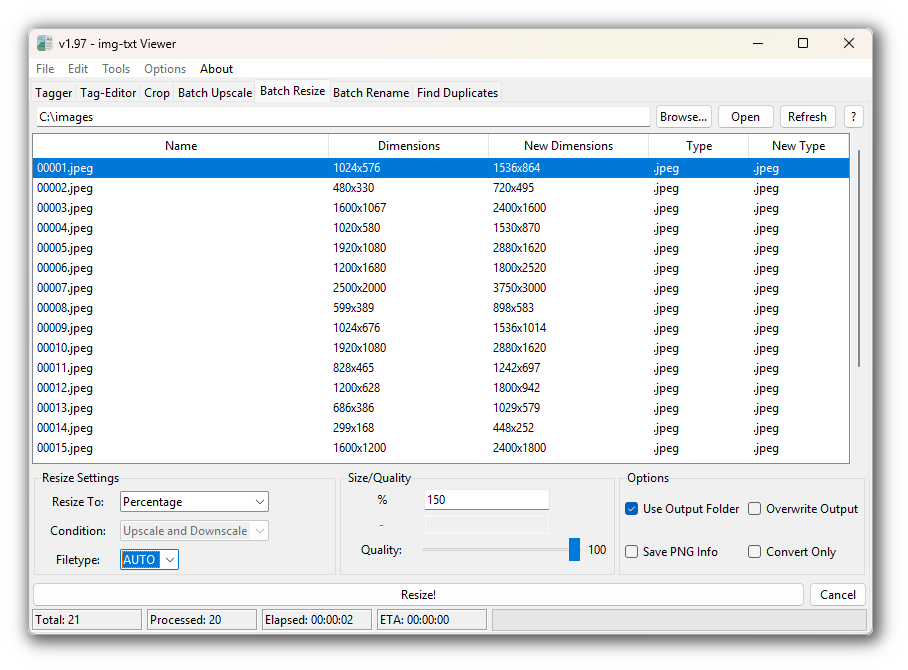 v1.97 - img-txt Viewer
File Edit Tools Options About
Tagger Tag-Editor Crop Batch Upscale Batch Resize Batch Rename Find Duplicates
C:\images Browse... Open Refresh ?
Name Dimensions New Dimensions Type New Type
00001.jpeg 1024x576 1536x864 .jpeg .jpeg
00002.jpeg 480x330 720x495 .jpeg .jpeg
00003.jpeg 1600x1067 2400x1600 .jpeg .jpeg
00004.jpeg 1020x580 1530x870 .jpeg .jpeg
00005.jpeg 1920x1080 2880x1620 .jpeg .jpeg
00006.jpeg 1200x1680 1800x2520 .jpeg .jpeg
00007.jpeg 2500x2000 3750x3000 .jpeg .jpeg
00008.jpeg 599x389 898x583 .jpeg .jpeg
00009.jpeg 1024x676 1536x1014 .jpeg .jpeg
00010.jpeg 1920x1080 2880x1620 .jpeg .jpeg
00011.jpeg 828x465 1242x697 .jpeg .jpeg
00012.jpeg 1200x628 1800x942 .jpeg .jpeg
00013.jpeg 686x386 1029x579 .jpeg .jpeg
00014.jpeg 299x168 448x252 .jpeg .jpeg
00015.jpeg 1600x1200 2400x1800 .jpeg .jpeg
Resize Settings
Resize To: Percentage
Condition: Upscale and Downscale
Filetype: AUTO
Size/Quality
% 150
-
Quality: 100
Options
Use Output Folder Overwrite Output
Save PNG Info Convert Only
Resize! Cancel
Total: 21 Processed: 20 Elapsed: 00:00:02 ETA: 00:00:00